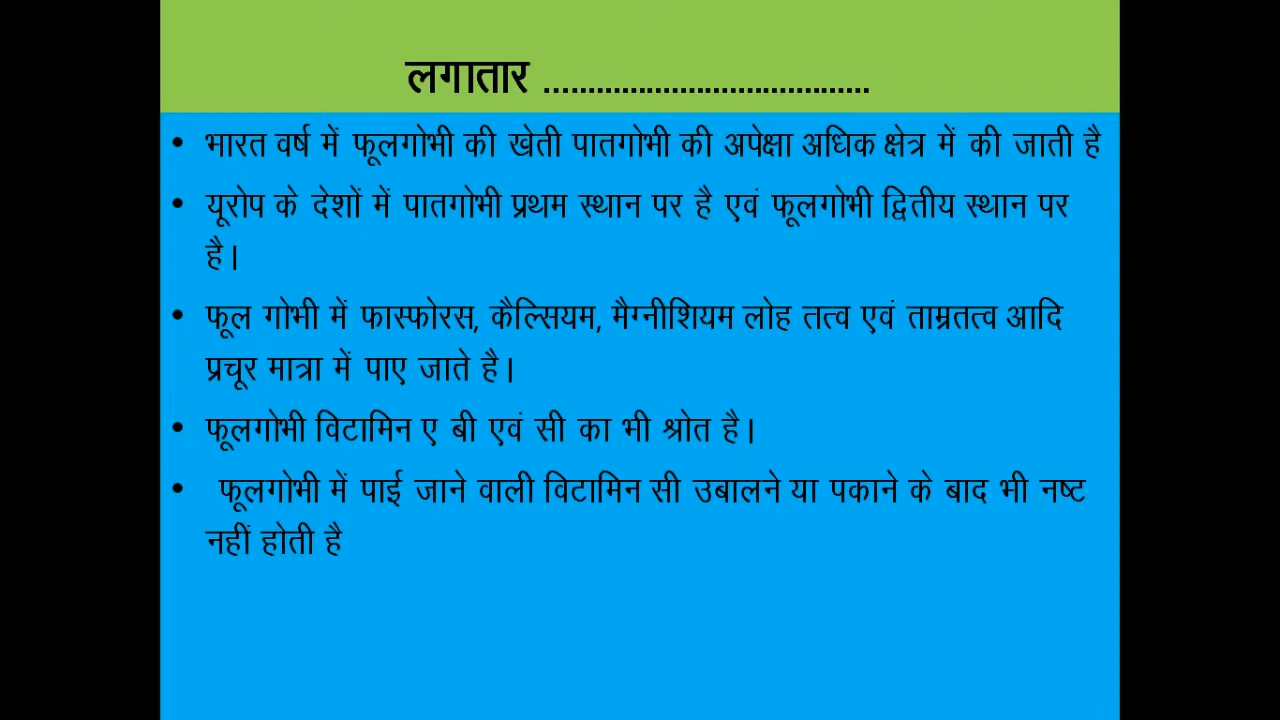 लगातार .......................................
• भारत वर्ष में फूलगोभी की खेती पातगोभी की अपेक्षा अधिक क्षेत्र में की जाती है
• यूरोप के देशों में पातगोभी प्रथम स्थान पर है एवं फूलगोभी द्वितीय स्थान पर
है।
• फूल गोभी में फास्फोरस, कैल्सियम, मैग्नीशियम लोह तत्व एवं ताम्रतत्व आदि
प्रचूर मात्रा में पाए जाते है।
• फूलगोभी विटामिन ए बी एवं सी का भी श्रोत है।
• फूलगोभी में पाई जाने वाली विटामिन सी उबालने या पकाने के बाद भी नष्ट
नहीं होती है